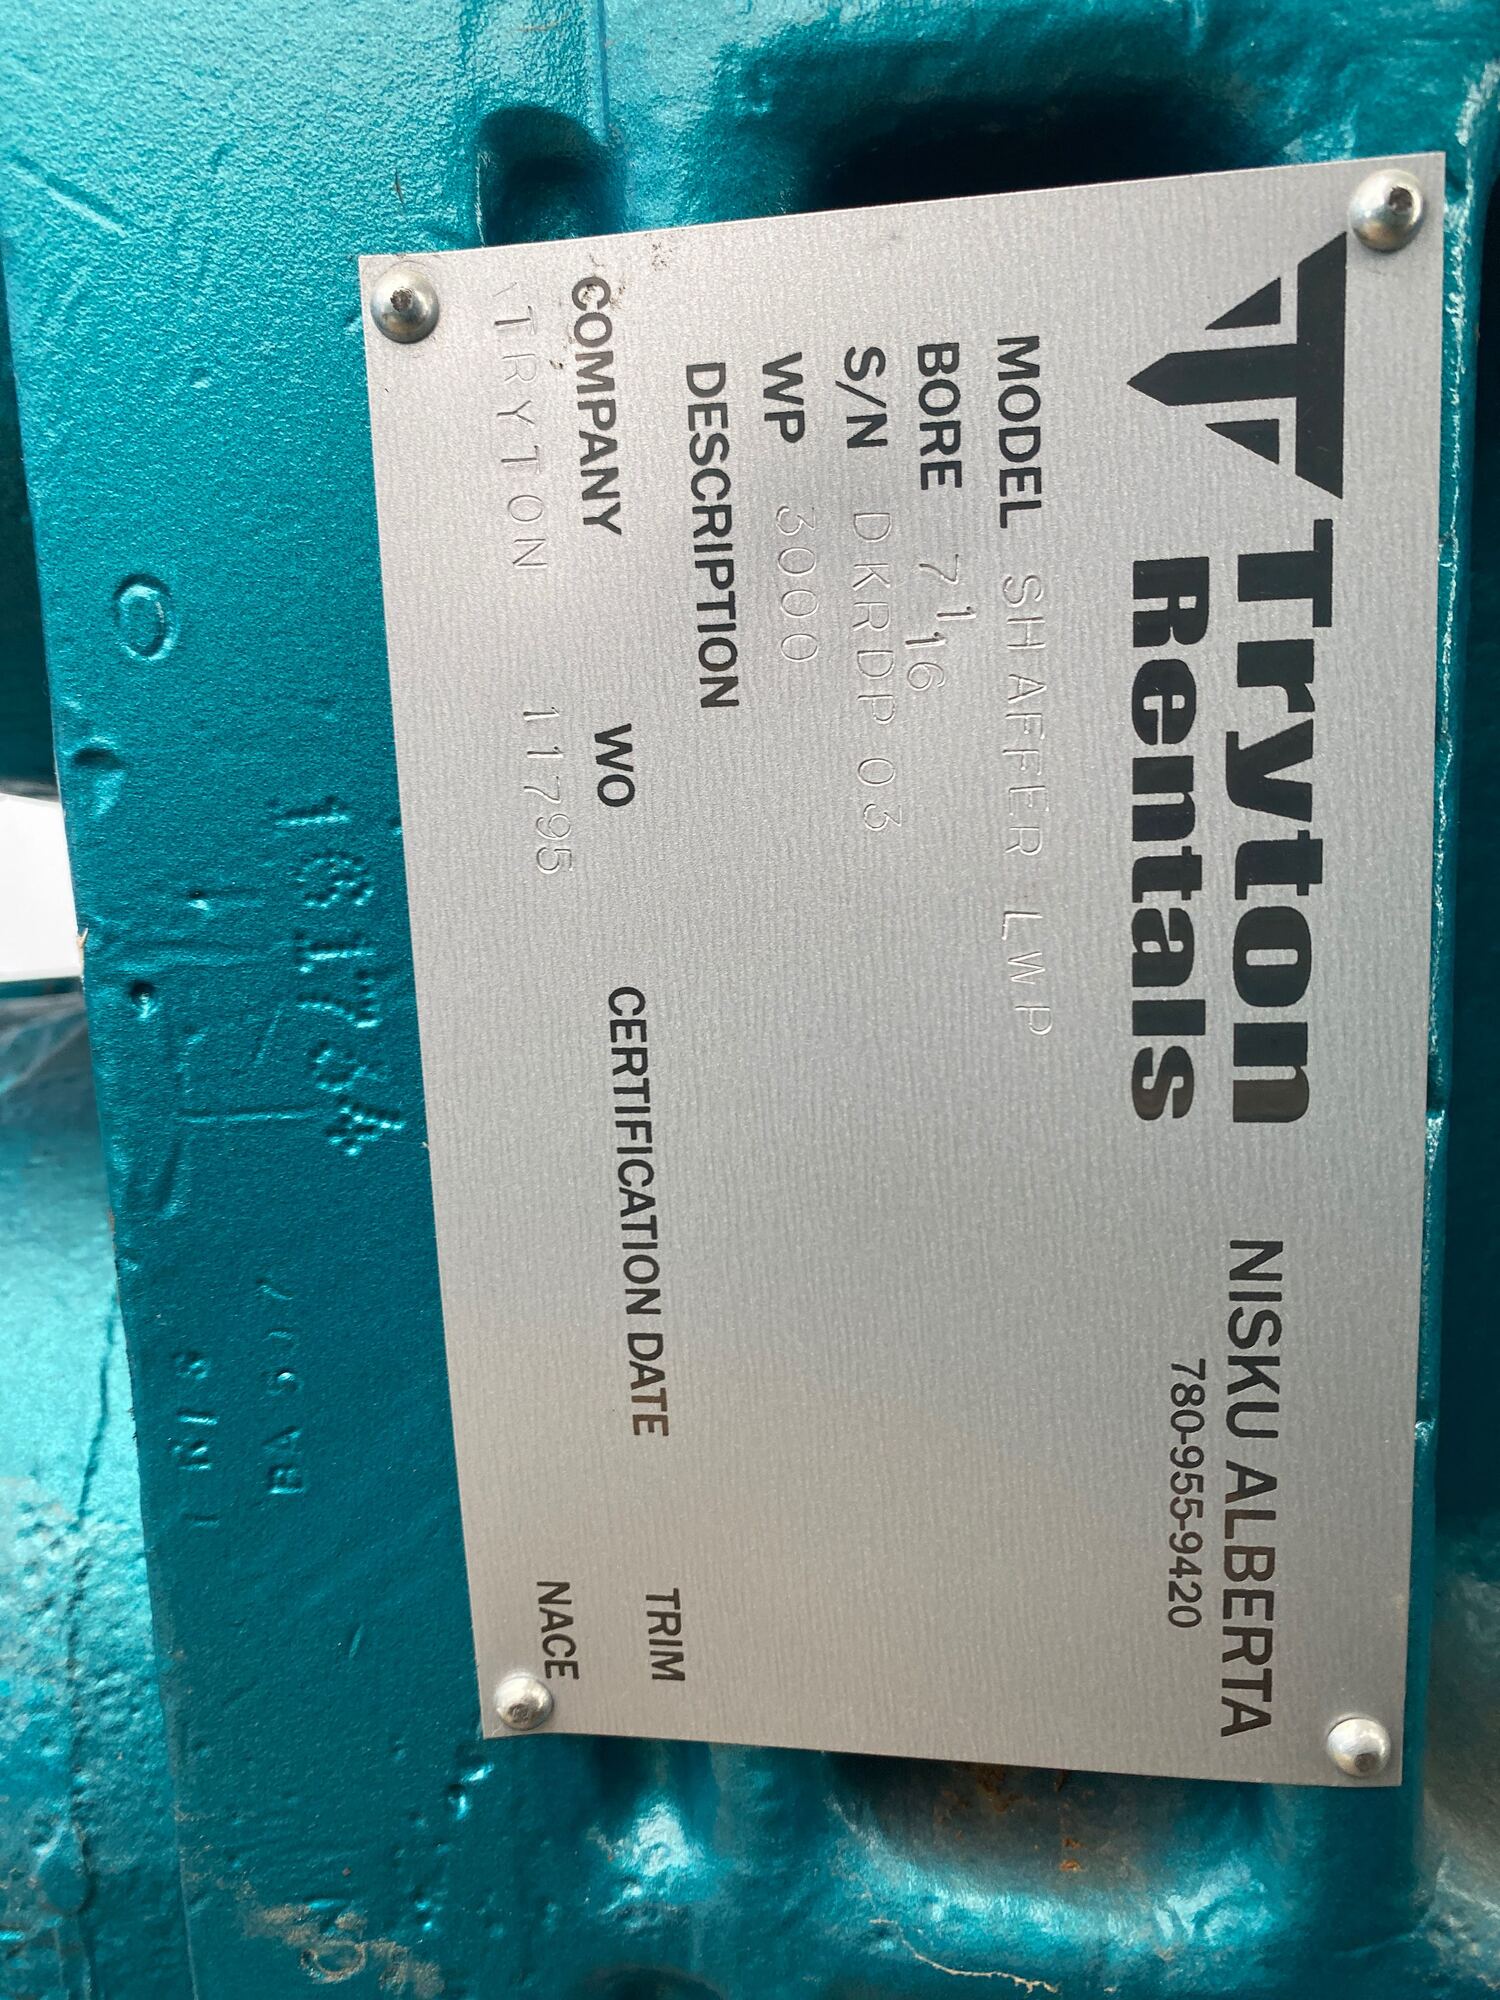 Tryton
Rentals
NISKU ALBERTA
780-955-9420
MODEL SHAFFER LWP
BORE 7 1 16
S/N DKRDP 03
WP 3000
DESCRIPTION
COMPANY WO CERTIFICATION DATE TRIM
TRYTON 11795 NACE